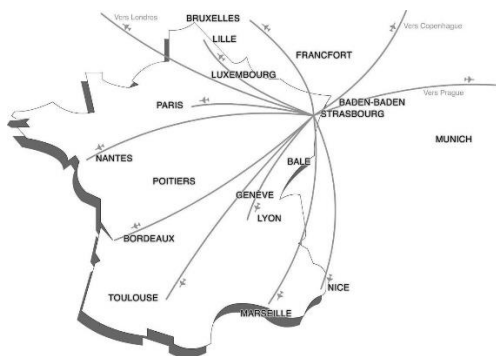 BRUXELLES
Vers Londres
Vers Copenhague
LILLE
FRANCFORT
LUXEMBOURG
Vers Prague
PARIS
BADEN-BADEN
STRASBOURG
MUNICH
NANTES
BALE
POITIERS
GENÈVE
LYON
BORDEAUX
NICE
TOULOUSE
MARSEILLE